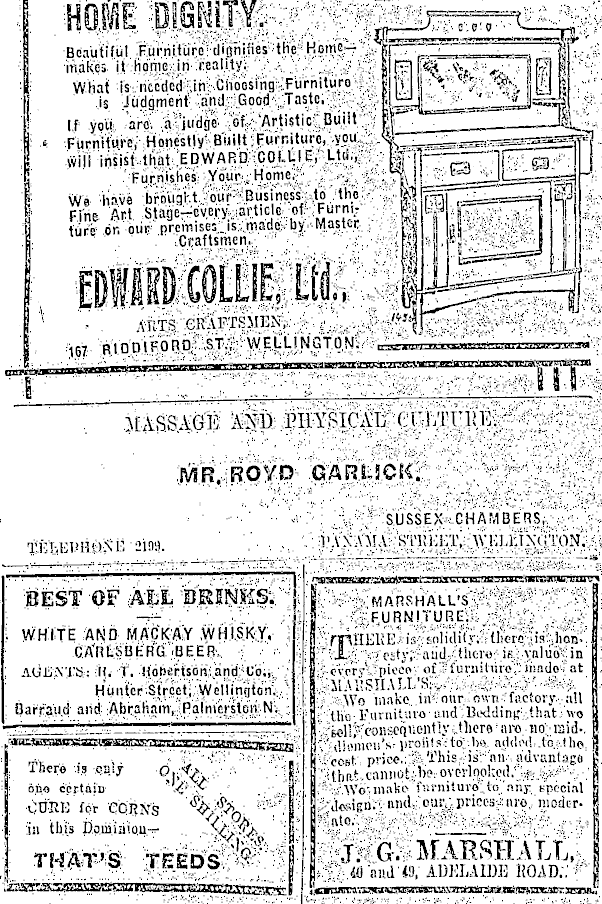 HOME DIGNITY.
Beautiful Furniture dignifies the Home—
makes it home in reality.
What is needed in Choosing Furniture
is Judgment and Good Taste.
If you are a judge of Artistic Built
Furniture, Honestly Built Furniture, you
will insist that EDWARD COLLIE, Ltd.,
Furnishes Your Home.
We have brought our Business to the
Fine Art Stage—every article of Furni-
ture on our premises is made by Master
Craftsmen.
EDWARD COLLIE, Ltd.,
ARTS CRAFTSMEN,
167 RIDDIFORD ST., WELLINGTON.
MASSAGE AND PHYSICAL CULTURE.
MR. ROYD GARLICK.
SUSSEX CHAMBERS,
TELEPHONE 2199. PANAMA STREET, WELLINGTON.
BEST OF ALL DRINKS.
WHITE AND MACKAY WHISKY.
CARLSBERG BEER.
AGENTS: R. T. Robertson and Co.,
Hunter Street, Wellington.
Barraud and Abraham, Palmerston N.
There is only
one certain
CURE for CORNS
in this Dominion—
THAT'S TEEDS
ALL STORES,
ONE SHILLING.
MARSHALL'S
FURNITURE.
THERE is solidity, there is hon-
esty, and there is value in
every piece of furniture made at
MARSHALL'S.
We make in our own factory all
the Furniture and Bedding that we
sell, consequently there are no mid-
dlemen's profits to be added to the
cost price. This is an advantage
that cannot be overlooked.
We make furniture to any special
design, and our prices are moder-
ate.
J. G. MARSHALL,
40 and 49, ADELAIDE ROAD.